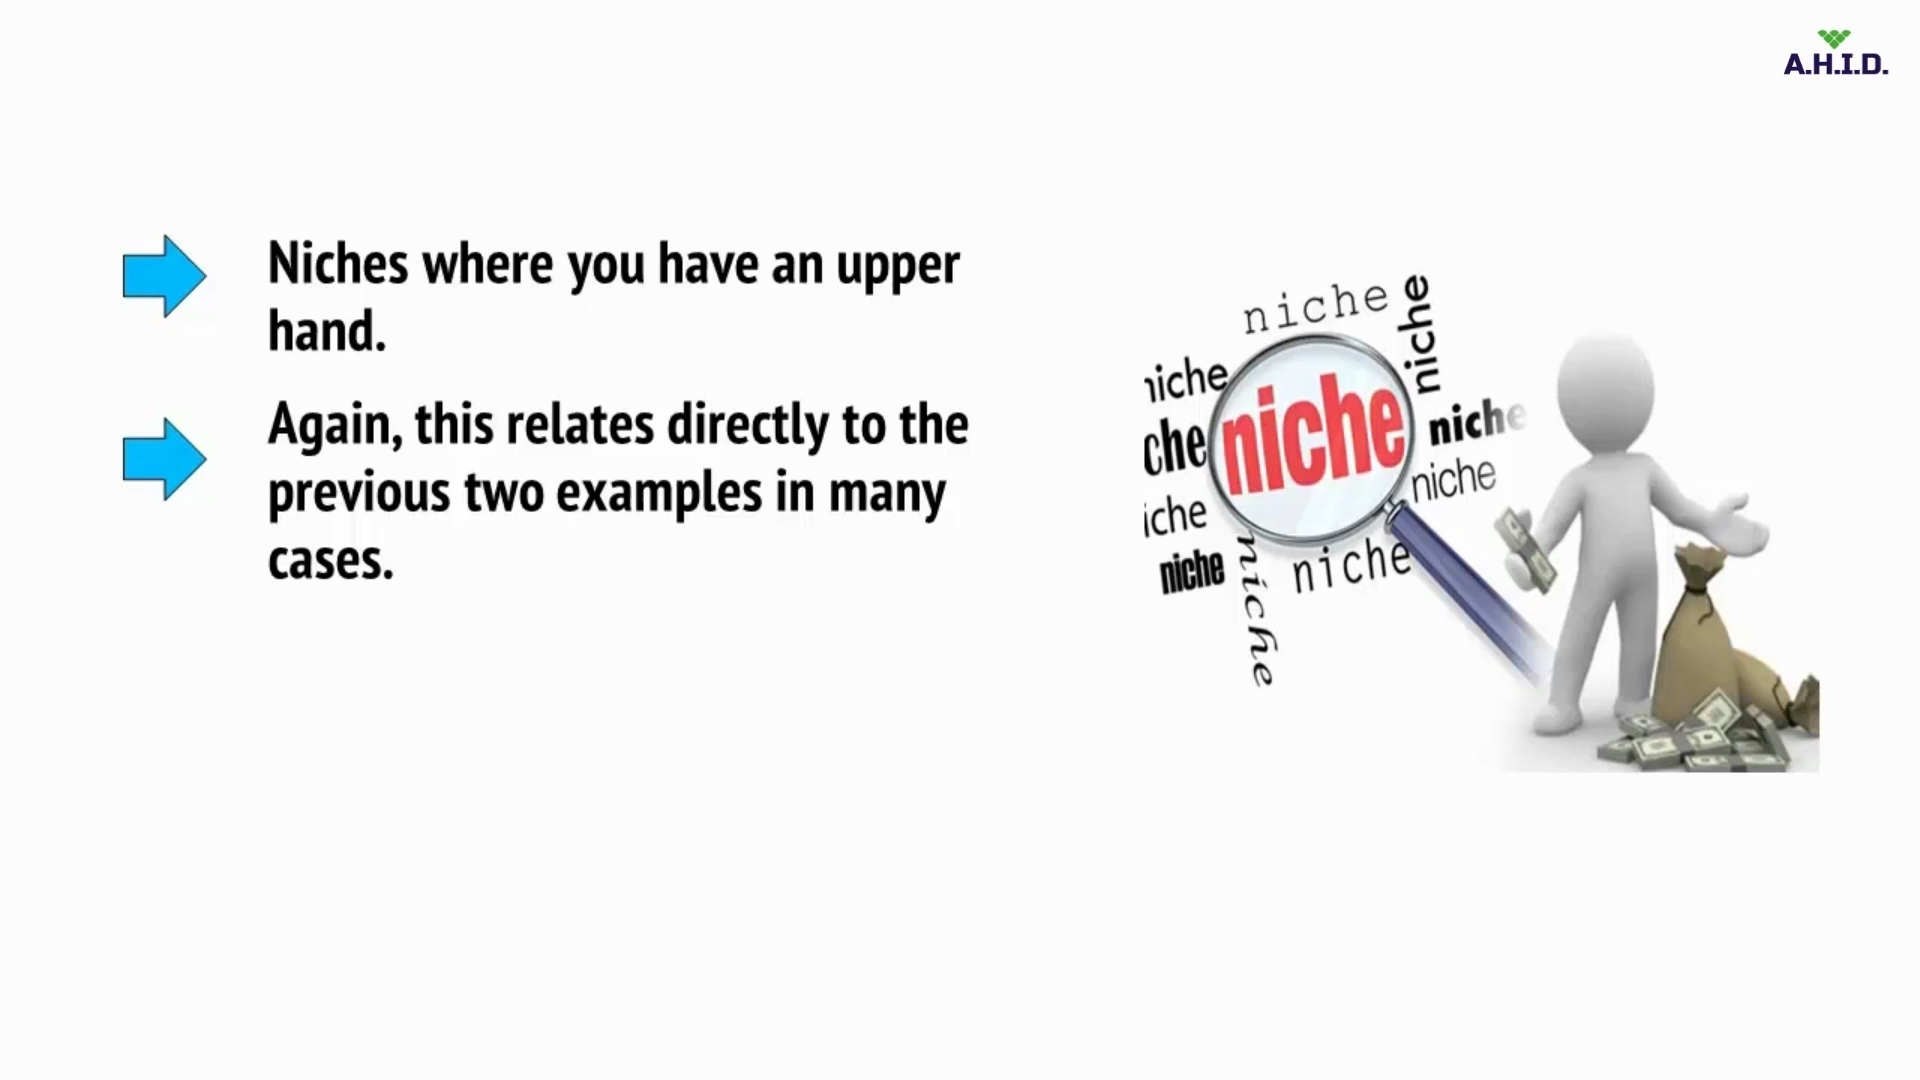 A.H.I.D.
Niches where you have an upper
hand.
Again, this relates directly to the
previous two examples in many
cases.
niche
niche
niche
niche
niche
niche
niche
niche
niche
iche
che
iche